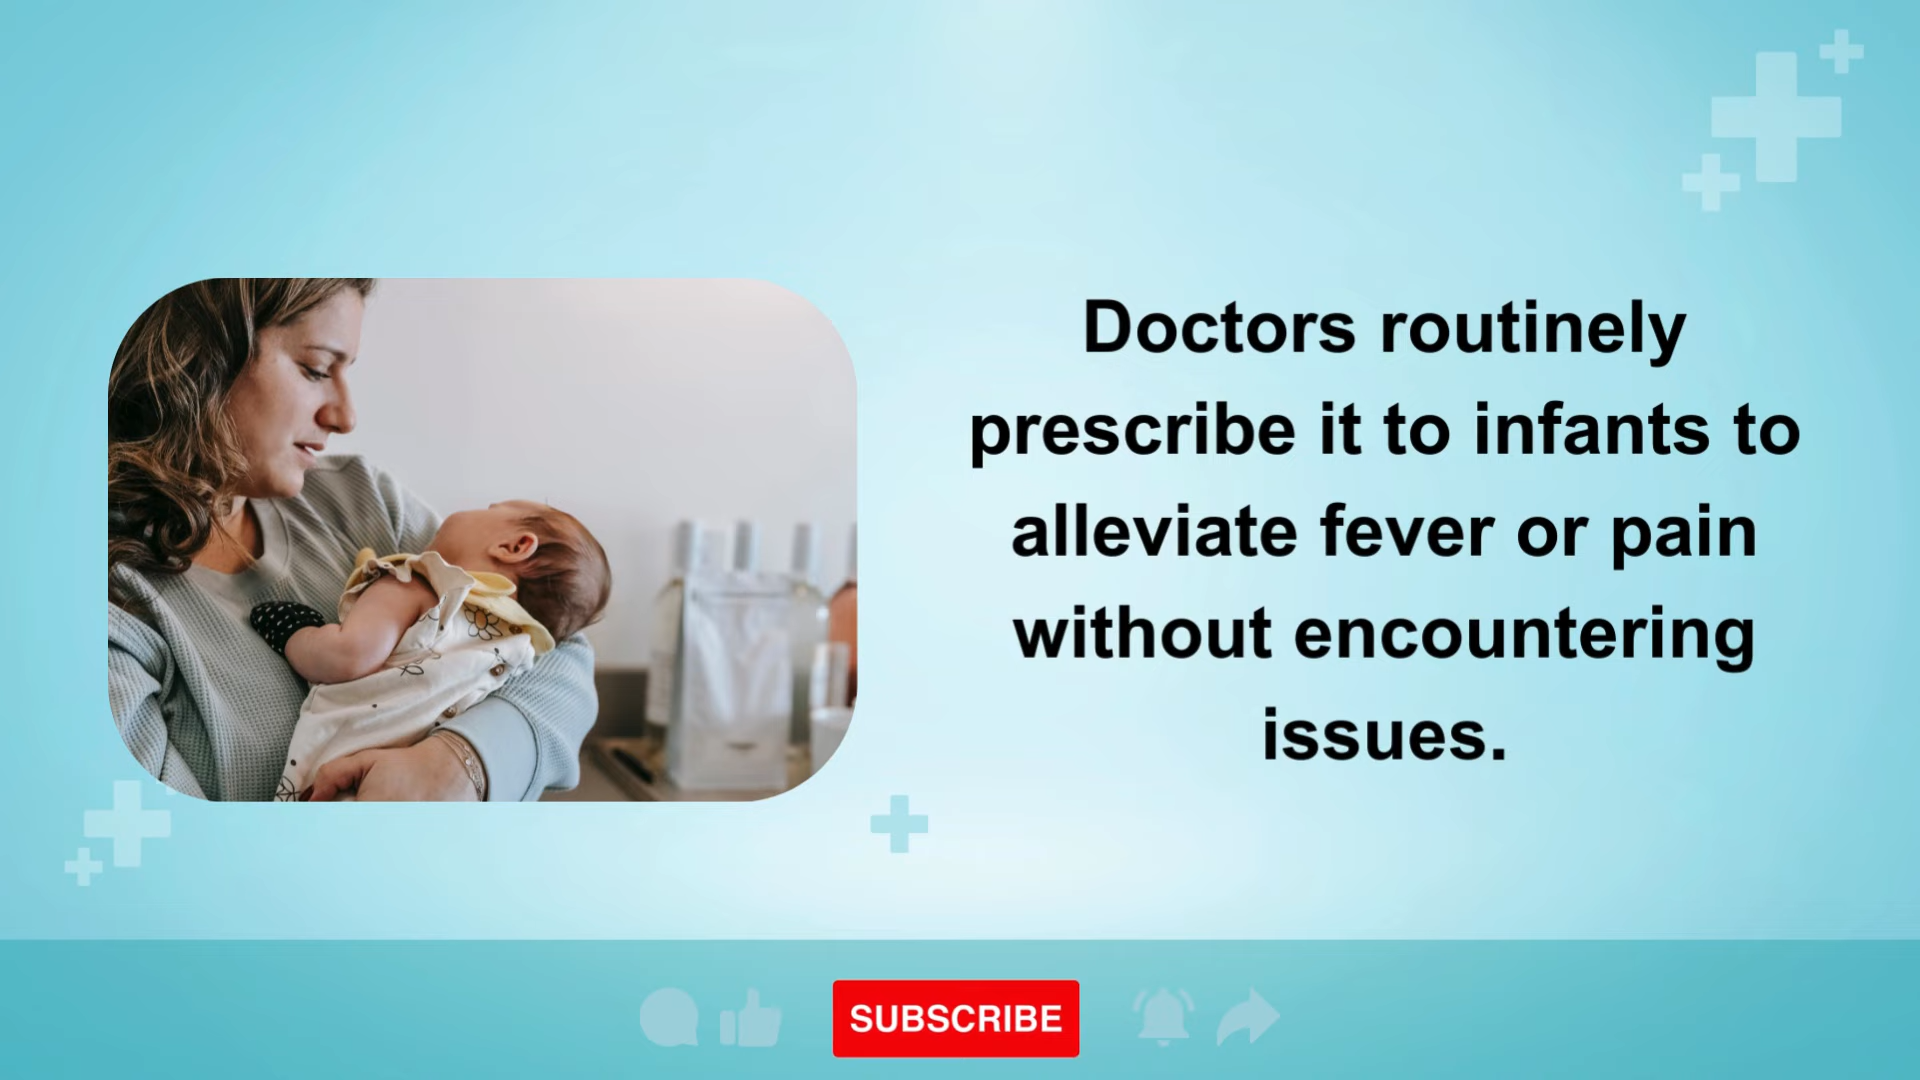 Doctors routinely
prescribe it to infants to
alleviate fever or pain
without encountering
issues.
SUBSCRIBE